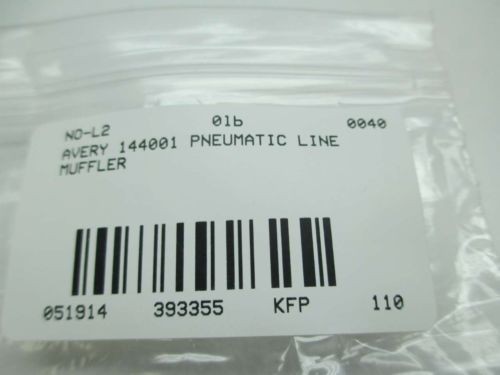 NO-L2 01b 0040
AVERY 144001 PNEUMATIC LINE
MUFFLER
051914 393355 KFP 110